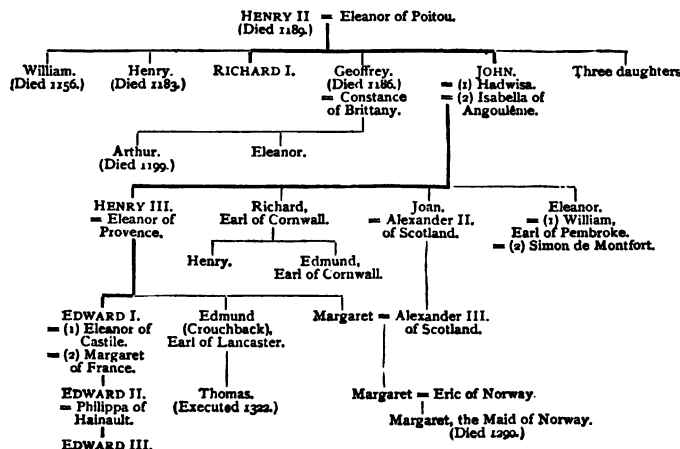 HENRY II = Eleanor of Poitou.
(Died 1189.)
William.
(Died 1156.)
Henry.
(Died 1183.)
RICHARD I.
Geoffrey.
(Died 1186.)
= Constance
of Brittany.
JOHN.
= (1) Hadwisa.
= (2) Isabella of
Angoulême.
Three daughters
Arthur.
(Died 1199.)
Eleanor.
HENRY III.
= Eleanor of
Provence.
Richard,
Earl of Cornwall.
Joan.
= Alexander II.
of Scotland.
Eleanor.
= (1) William,
Earl of Pembroke.
= (2) Simon de Montfort.
Henry.
Edmund,
Earl of Cornwall.
EDWARD I.
= (1) Eleanor of
Castile.
= (2) Margaret
of France.
Edmund
(Crouchback),
Earl of Lancaster.
Margaret = Alexander III.
of Scotland.
EDWARD II.
= Philippa of
Hainault.
Thomas.
(Executed 1322.)
Margaret = Eric of Norway.
Margaret, the Maid of Norway.
(Died 1290.)
EDWARD III.